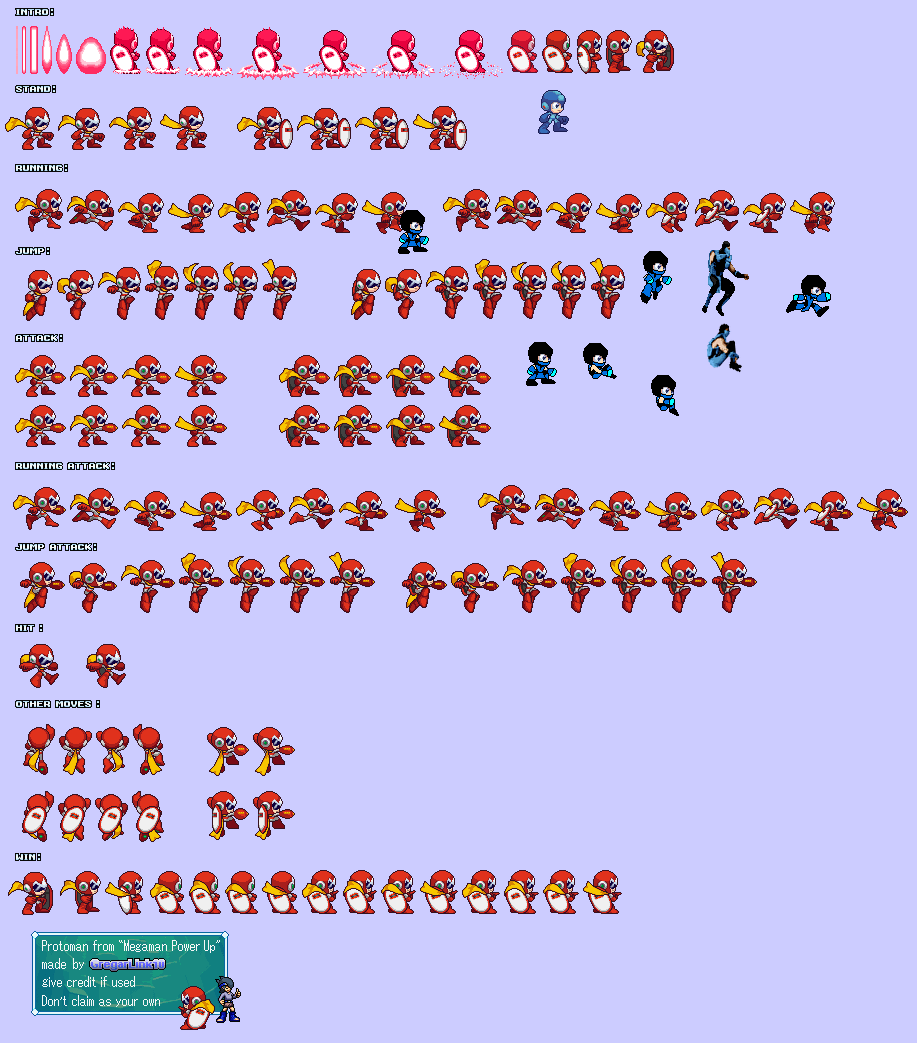 INTRO:
STAND:
RUNNING:
JUMP:
ATTACK:
RUNNING ATTACK:
JUMP ATTACK:
HIT :
OTHER MOVES :
WIN:
Protoman from "Megaman Power Up"
made by GregarLink10
give credit if used
Don't claim as your own